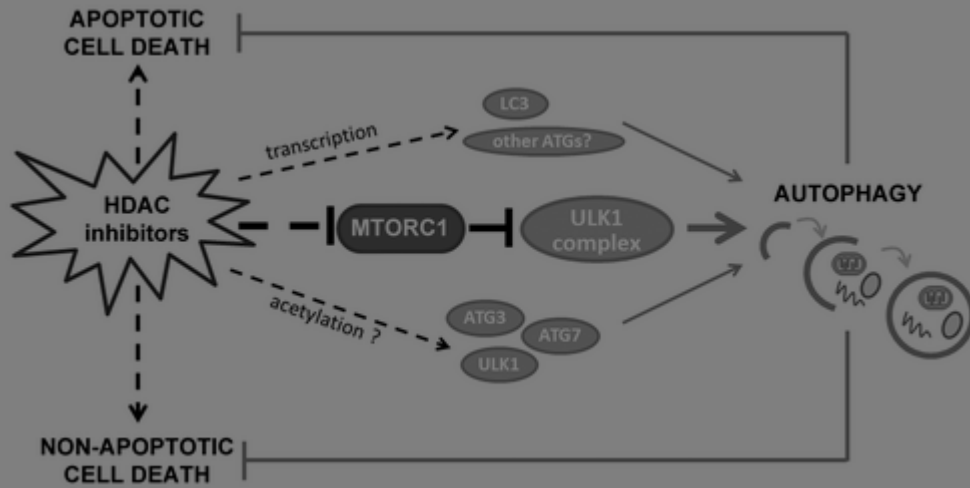 APOPTOTIC
CELL DEATH
LC3
transcription
other ATGs?
AUTOPHAGY
HDAC
inhibitors
MTORC1
ULK1
complex
acetylation ?
ATG3
ATG7
ULK1
NON-APOPTOTIC
CELL DEATH